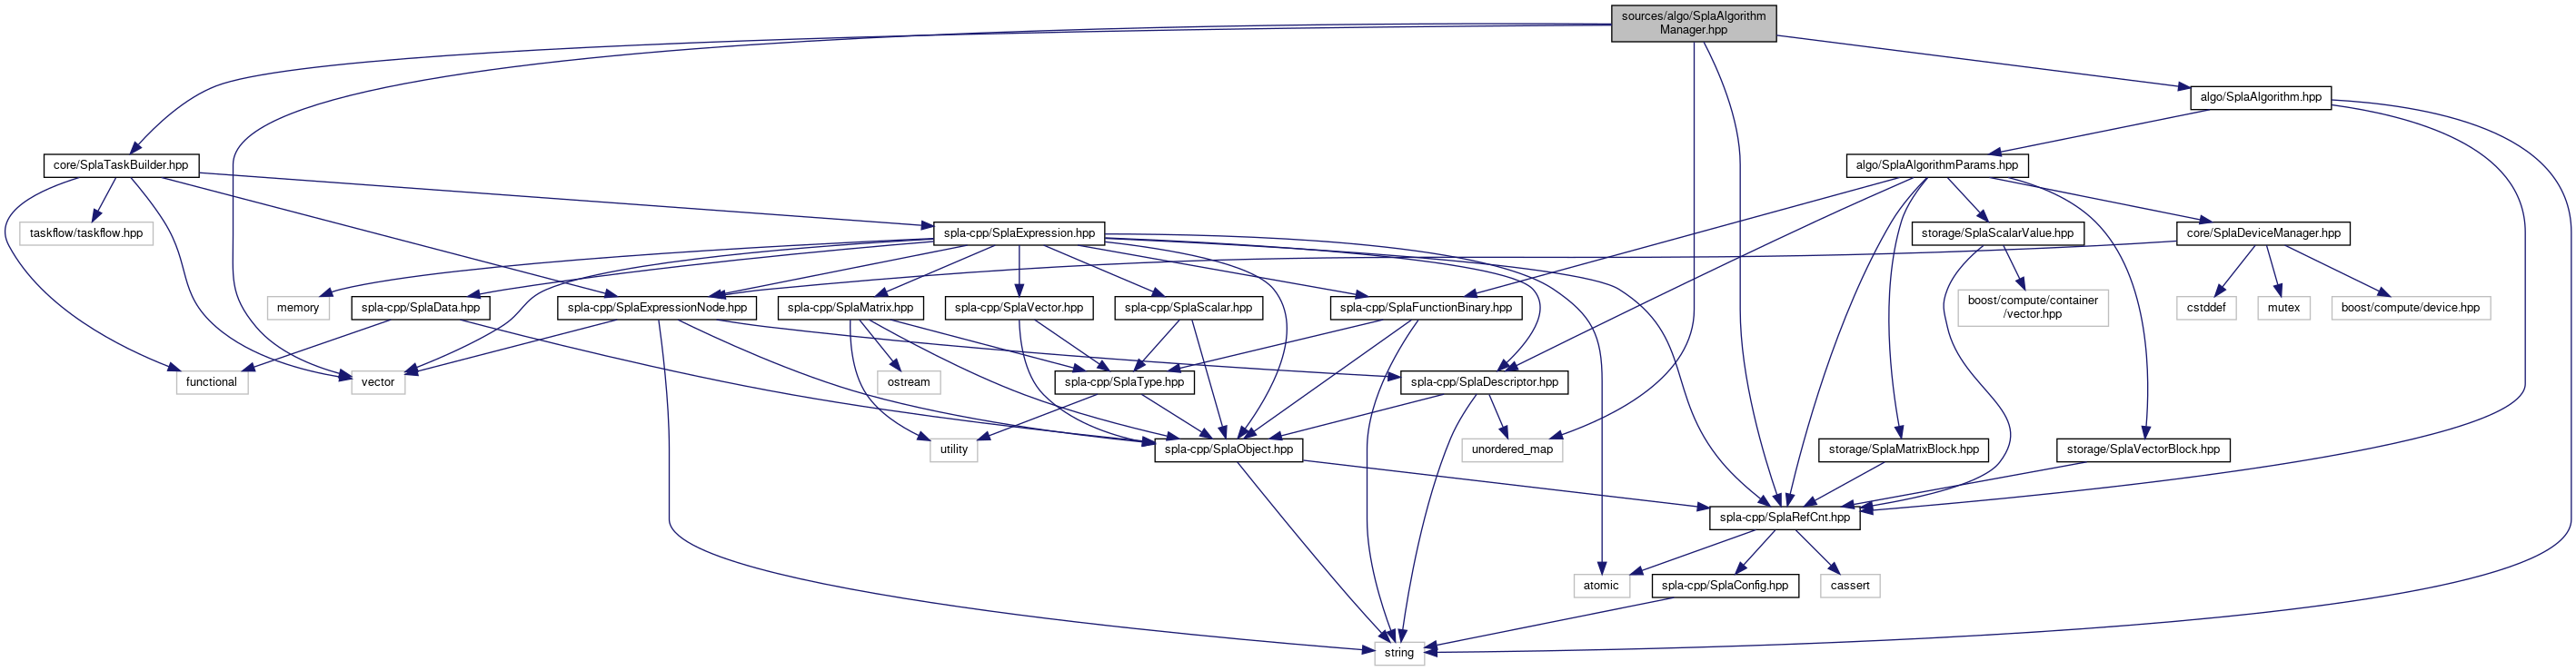 sources/algo/SplaAlgorithm
Manager.hpp
algo/SplaAlgorithm.hpp
core/SplaTaskBuilder.hpp
algo/SplaAlgorithmParams.hpp
taskflow/taskflow.hpp
spla-cpp/SplaExpression.hpp
storage/SplaScalarValue.hpp
core/SplaDeviceManager.hpp
memory
spla-cpp/SplaData.hpp
spla-cpp/SplaExpressionNode.hpp
spla-cpp/SplaMatrix.hpp
spla-cpp/SplaVector.hpp
spla-cpp/SplaScalar.hpp
spla-cpp/SplaFunctionBinary.hpp
boost/compute/container
/vector.hpp
cstddef
mutex
boost/compute/device.hpp
functional
vector
ostream
spla-cpp/SplaType.hpp
spla-cpp/SplaDescriptor.hpp
utility
spla-cpp/SplaObject.hpp
unordered_map
storage/SplaMatrixBlock.hpp
storage/SplaVectorBlock.hpp
spla-cpp/SplaRefCnt.hpp
atomic
spla-cpp/SplaConfig.hpp
cassert
string